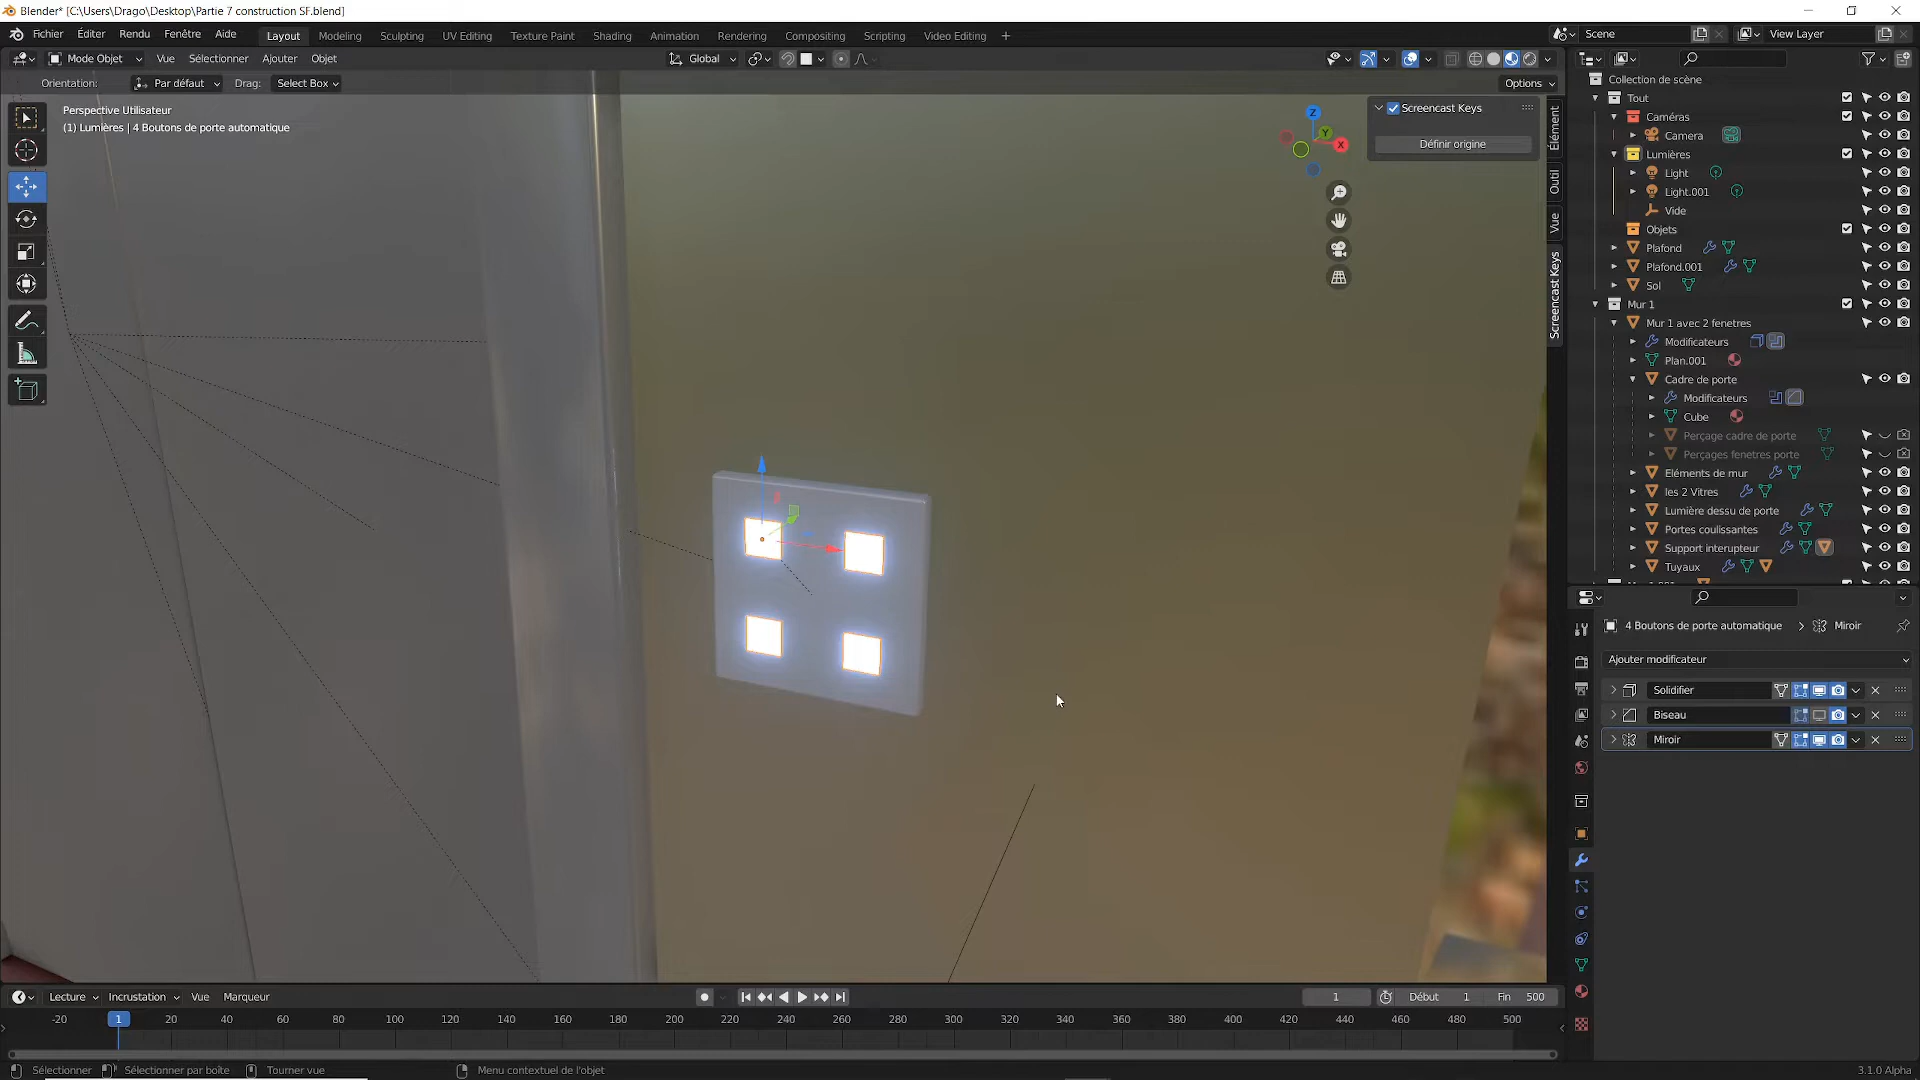 Blender* [C:\Users\Drago\Desktop\Partie 7 construction SF.blend]
Fichier Éditer Rendu Fenêtre Aide Layout Modeling Sculpting UV Editing Texture Paint Shading Animation Rendering Compositing Scripting Video Editing + Scene View Layer
Mode Objet Vue Sélectionner Ajouter Objet Global
Orientation: Par défaut Drag: Select Box Options
Perspective Utilisateur
(1) Lumières | 4 Boutons de porte automatique
Z
Y
X
Screencast Keys
Définir origine
Élément
Outil
Vue
Screencast Keys
Collection de scène
Tout
Caméras
Camera
Lumières
Light
Light.001
Vide
Objets
Plafond
Plafond.001
Sol
Mur 1
Mur 1 avec 2 fenetres
Modificateurs
Plan.001
Cadre de porte
Modificateurs
Cube
Perçage cadre de porte
Perçages fenetres porte
Eléments de mur
les 2 Vitres
Lumière dessu de porte
Portes coulissantes
Support interupteur
Tuyaux
4 Boutons de porte automatique > Miroir
Ajouter modificateur
Solidifier
Biseau
Miroir
Lecture Incrustation Vue Marqueur 1 Début 1 Fin 500
-20 1 20 40 60 80 100 120 140 160 180 200 220 240 260 280 300 320 340 360 380 400 420 440 460 480 500
Sélectionner Sélectionner par boîte Tourner vue Menu contextuel de l'objet 3.1.0 Alpha